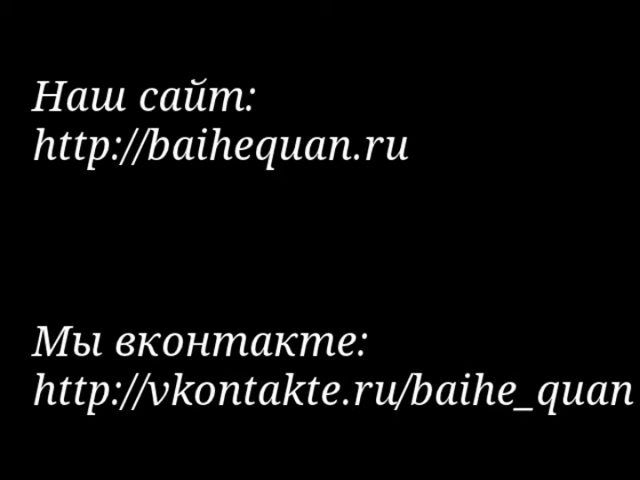 Наш сайт:
http://baihequan.ru
Мы вконтакте:
http://vkontakte.ru/baihe_quan